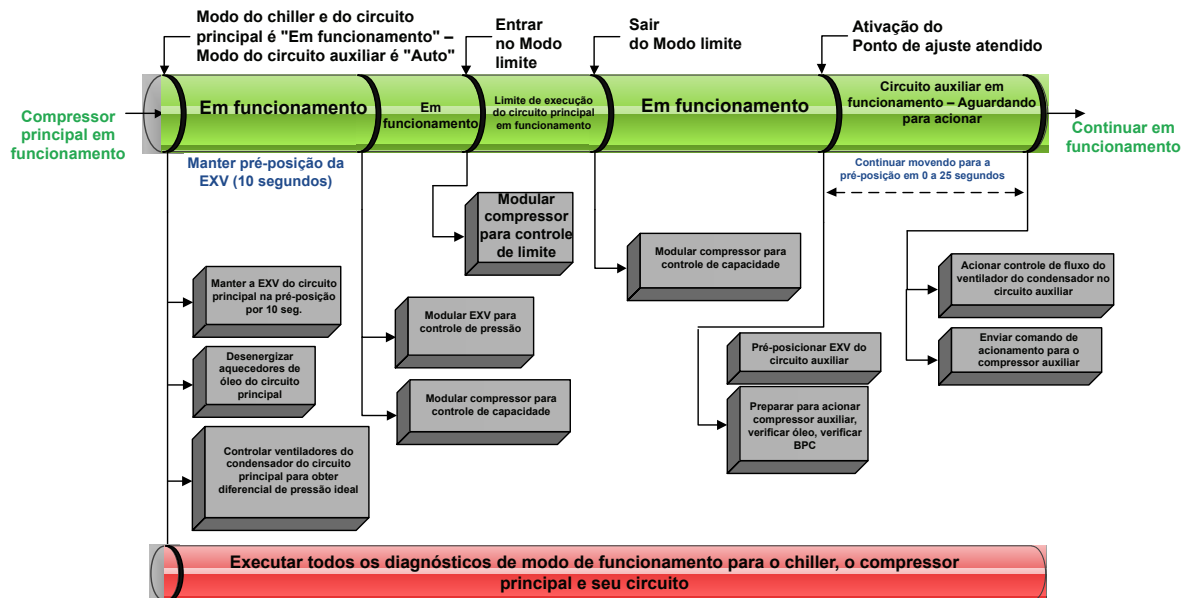 Modo do chiller e do circuito
principal é "Em funcionamento" –
Modo do circuito auxiliar é "Auto"
Entrar
no Modo
limite
Sair
do Modo limite
Ativação do
Ponto de ajuste atendido
Compressor
principal em
funcionamento
Em funcionamento
Em
funcionamento
Limite de execução
do circuito principal
em funcionamento
Em funcionamento
Circuito auxiliar em
funcionamento – Aguardando
para acionar
Continuar em
funcionamento
Manter pré-posição da
EXV (10 segundos)
Continuar movendo para a
pré-posição em 0 a 25 segundos
Modular
compressor
para controle
de limite
Modular compressor para
controle de capacidade
Acionar controle de fluxo do
ventilador do condensador no
circuito auxiliar
Manter a EXV do circuito
principal na pré-posição
por 10 seg.
Modular EXV para
controle de pressão
Pré-posicionar EXV do
circuito auxiliar
Enviar comando de
acionamento para o
compressor auxiliar
Desenergizar
aquecedores de
óleo do circuito
principal
Modular compressor para
controle de capacidade
Preparar para acionar
compressor auxiliar,
verificar óleo, verificar
BPC
Controlar ventiladores do
condensador do circuito
principal para obter
diferencial de pressão ideal
Executar todos os diagnósticos de modo de funcionamento para o chiller, o compressor
principal e seu circuito